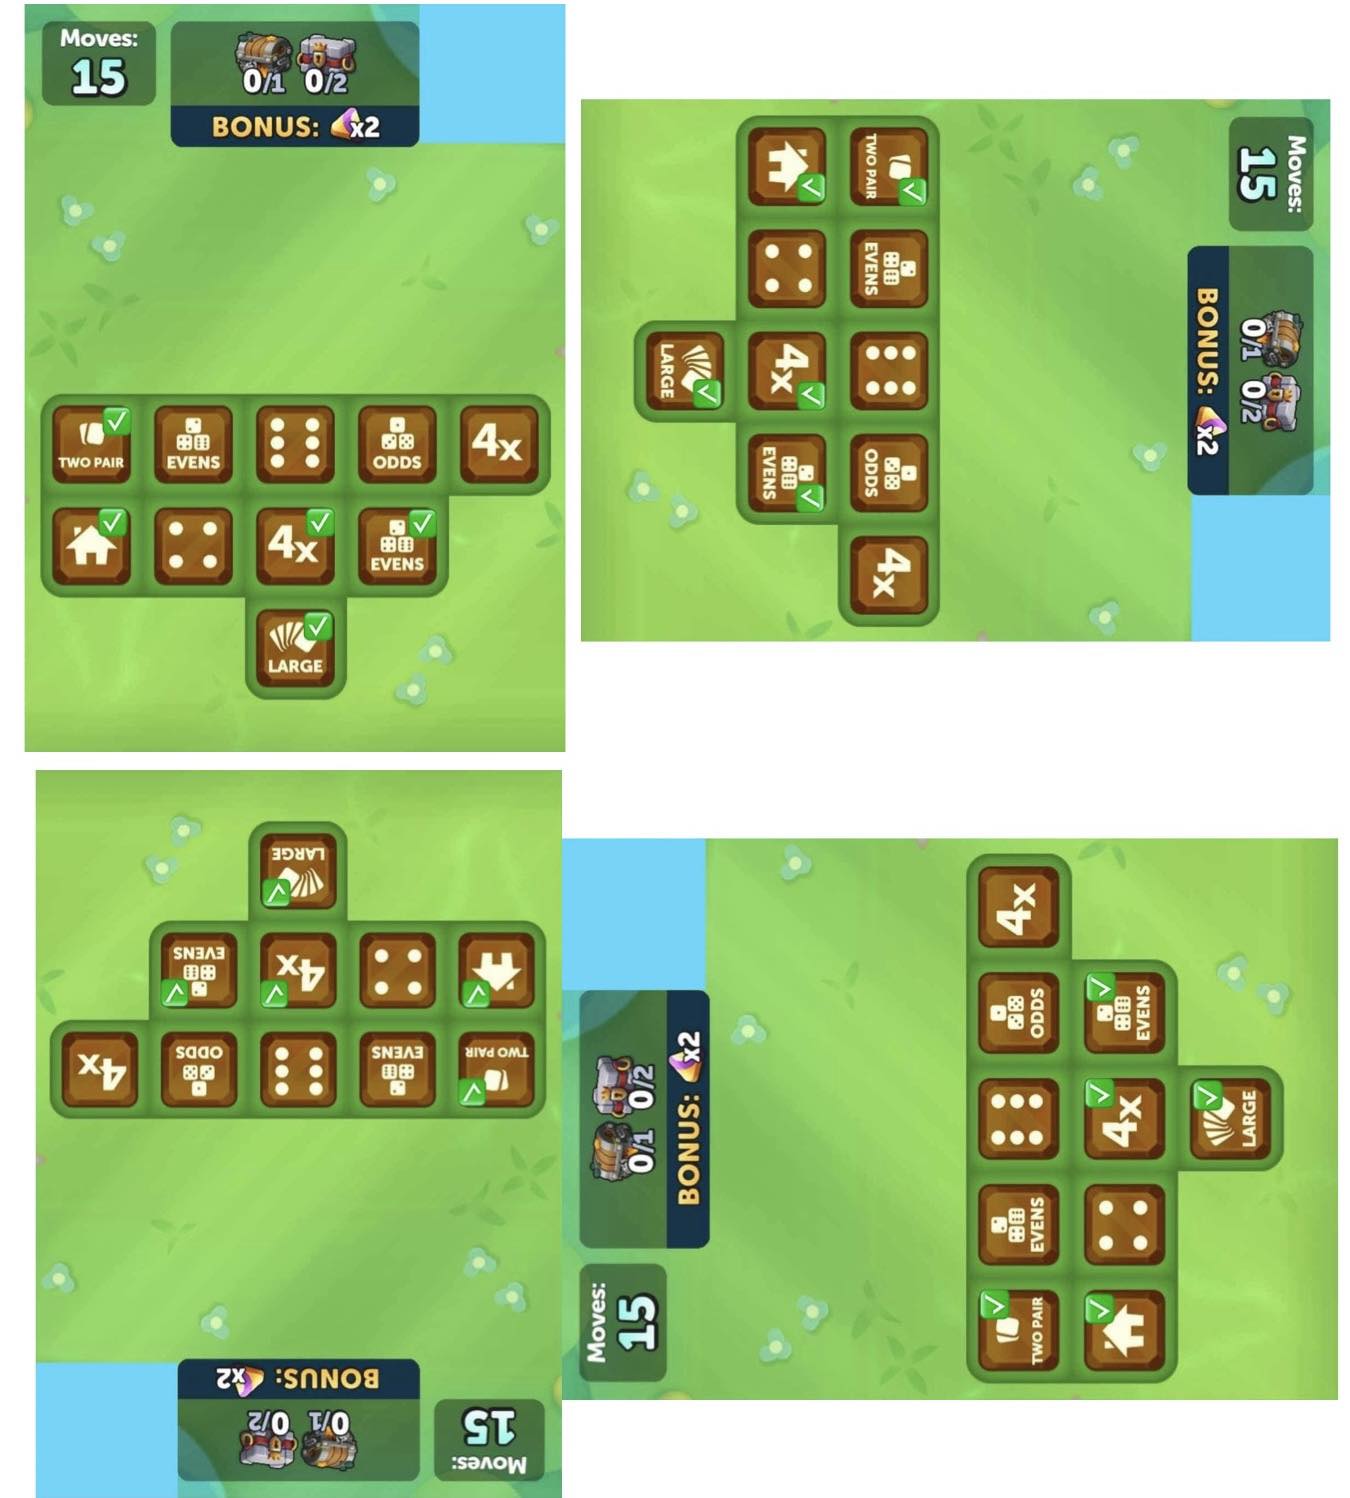 Moves:
15
0/1 0/2
BONUS: x2
TWO PAIR
EVENS
ODDS
4x
4x
EVENS
LARGE
Moves:
15
0/1 0/2
BONUS: x2
TWO PAIR
EVENS
ODDS
4x
4x
EVENS
LARGE
Moves:
15
0/1 0/2
BONUS: x2
TWO PAIR
EVENS
ODDS
4x
4x
EVENS
LARGE
Moves:
15
0/1 0/2
BONUS: x2
TWO PAIR
EVENS
ODDS
4x
4x
EVENS
LARGE